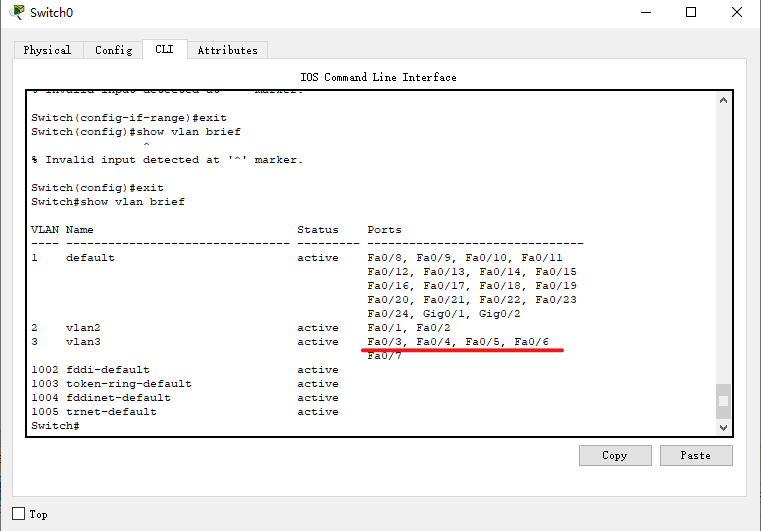 Switch0
Physical Config CLI Attributes
IOS Command Line Interface
% Invalid input detected at '^' marker.
Switch(config-if-range)#exit
Switch(config)#show vlan brief
^
% Invalid input detected at '^' marker.
Switch(config)#exit
Switch#show vlan brief
VLAN Name Status Ports
---- -------------------------------- --------- -------------------------------
1 default active Fa0/8, Fa0/9, Fa0/10, Fa0/11
Fa0/12, Fa0/13, Fa0/14, Fa0/15
Fa0/16, Fa0/17, Fa0/18, Fa0/19
Fa0/20, Fa0/21, Fa0/22, Fa0/23
Fa0/24, Gig0/1, Gig0/2
2 vlan2 active Fa0/1, Fa0/2
3 vlan3 active Fa0/3, Fa0/4, Fa0/5, Fa0/6
Fa0/7
1002 fddi-default active
1003 token-ring-default active
1004 fddinet-default active
1005 trnet-default active
Switch#
Copy Paste
Top